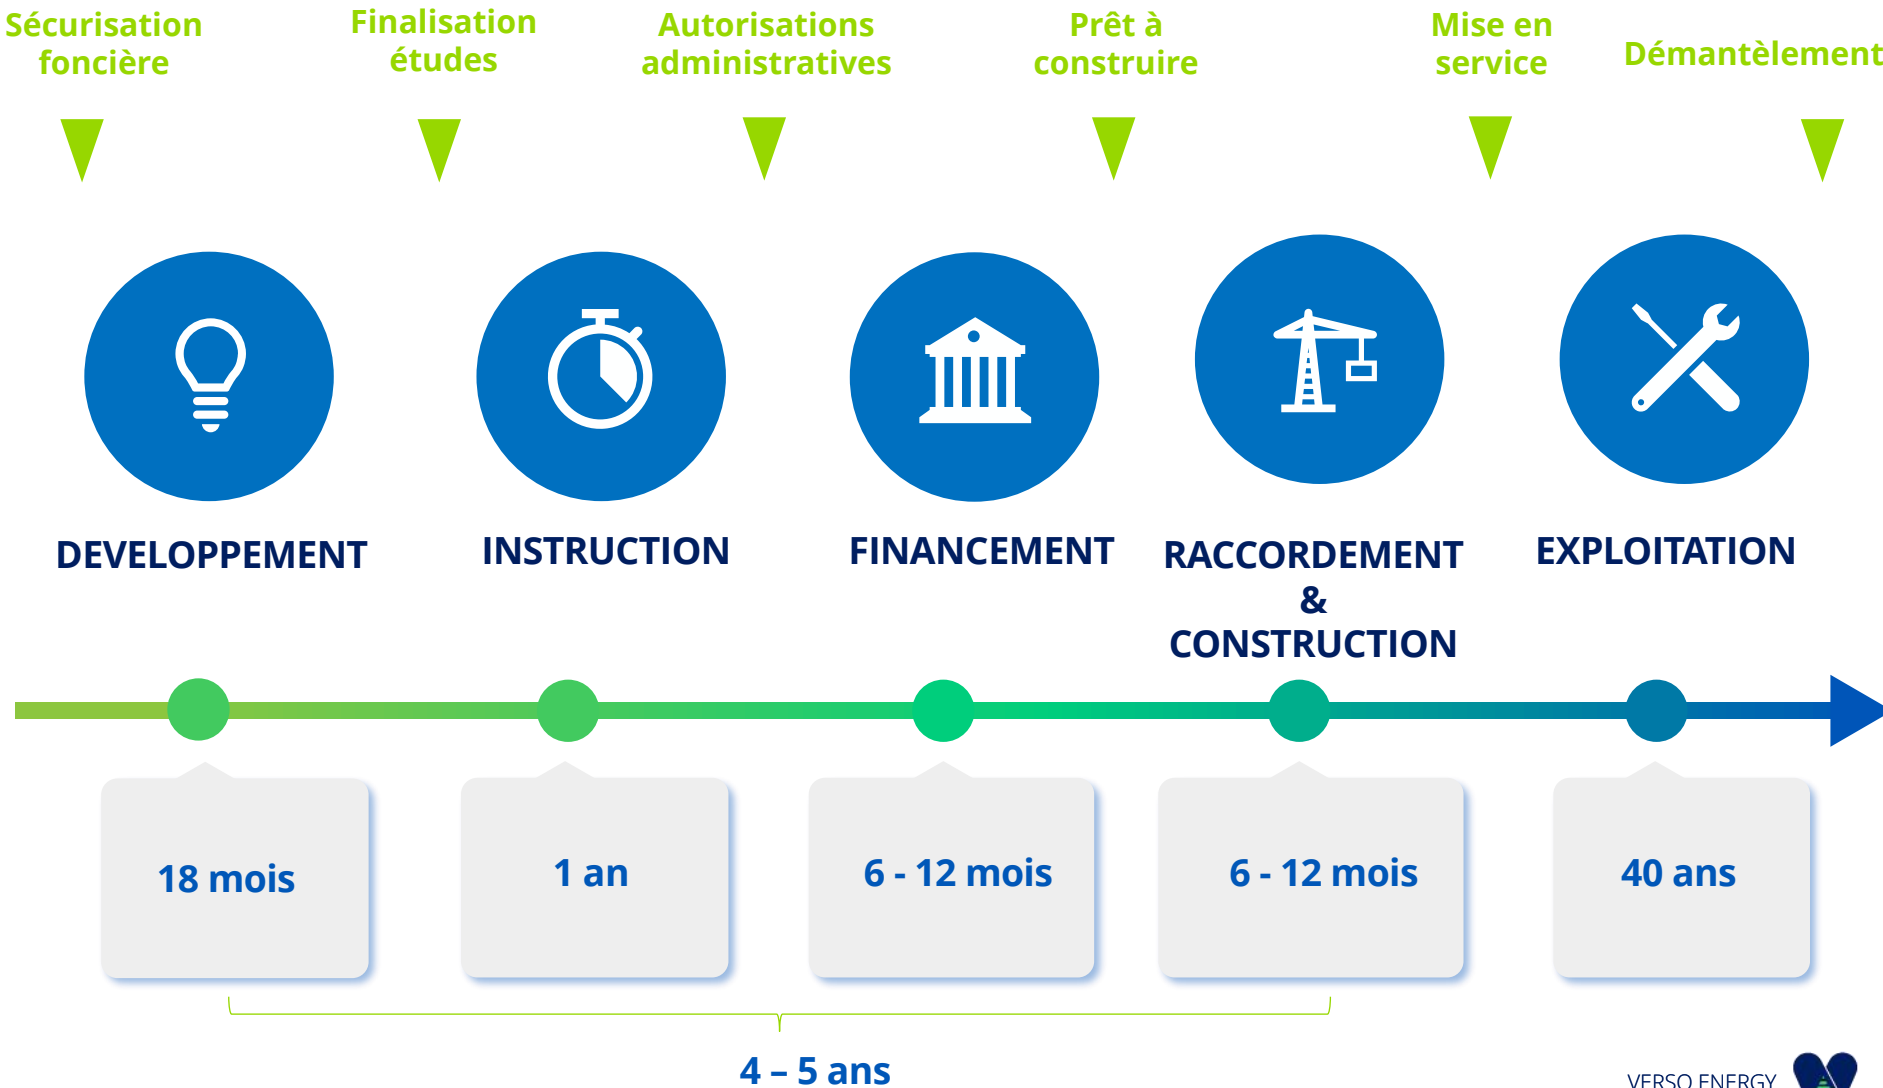 Sécurisation
foncière
Finalisation
études
Autorisations
administratives
Prêt à
construire
Mise en
service
Démantèlement
DEVELOPPEMENT
INSTRUCTION
FINANCEMENT
RACCORDEMENT
&
CONSTRUCTION
EXPLOITATION
18 mois
1 an
6 - 12 mois
6 - 12 mois
40 ans
4 – 5 ans
VERSO ENERGY